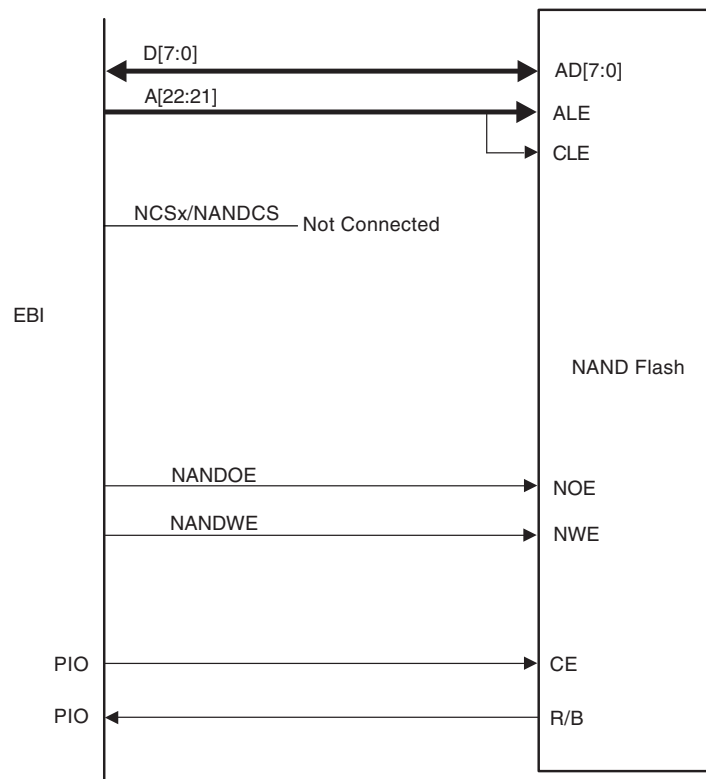 D[7:0]
AD[7:0]
A[22:21]
ALE
CLE
NCSx/NANDCS
Not Connected
EBI
NAND Flash
NANDOE
NOE
NANDWE
NWE
PIO
CE
PIO
R/B